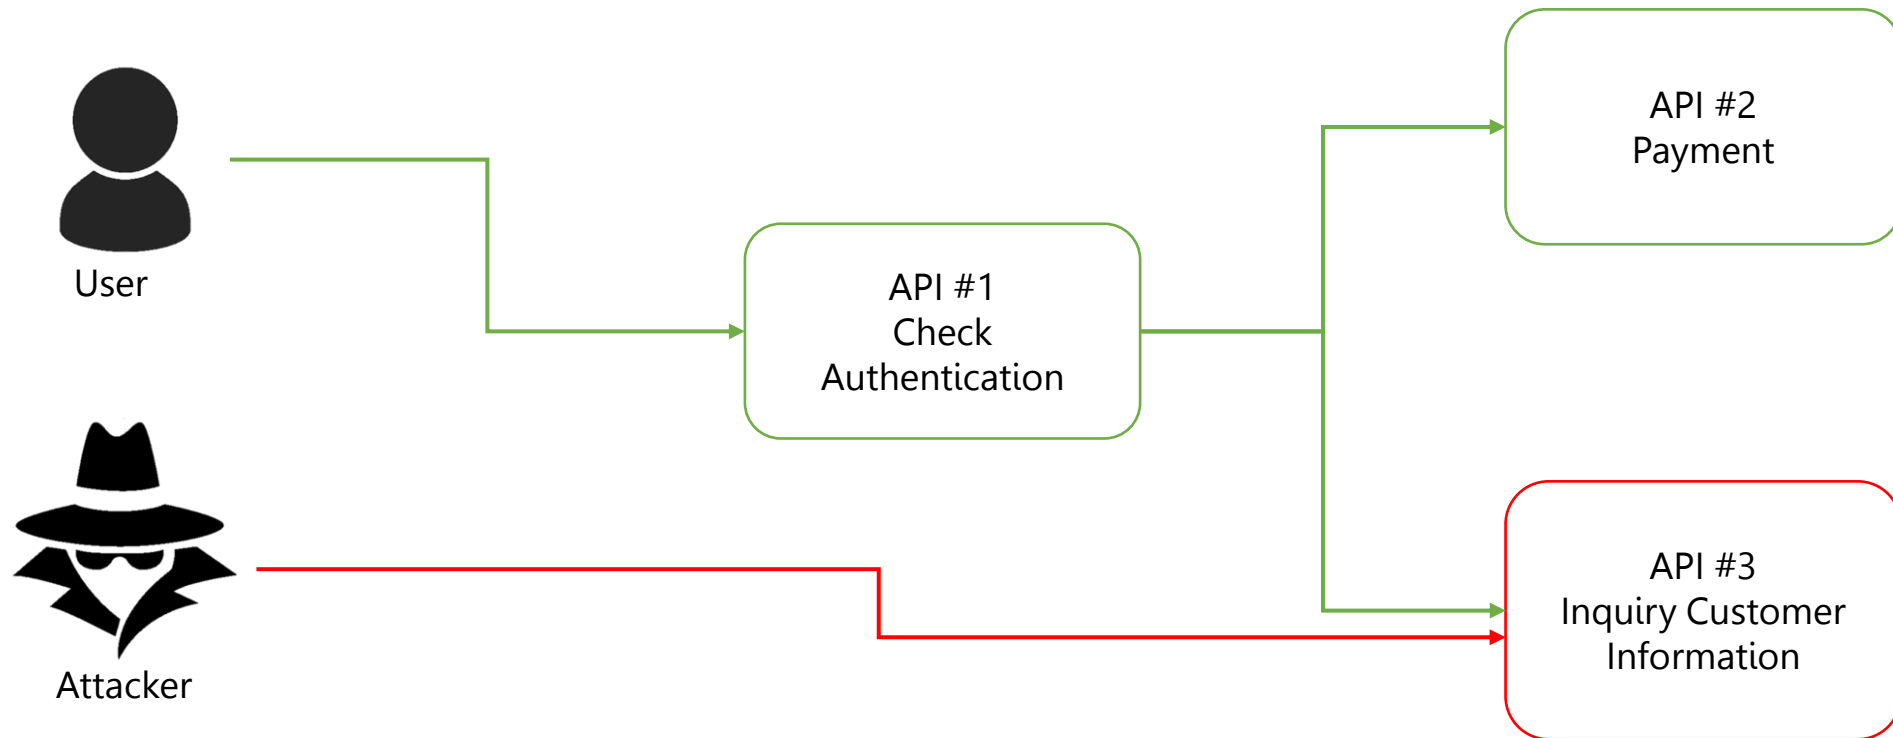 User
Attacker
API #1
Check
Authentication
API #2
Payment
API #3
Inquiry Customer
Information